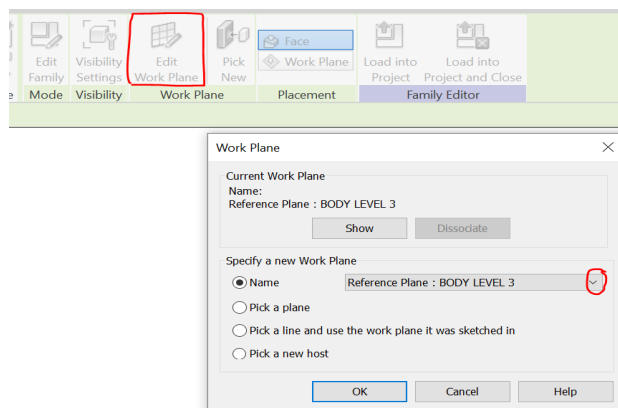 Edit Family
Visibility Settings
Edit Work Plane
Pick New
Face
Work Plane
Load into Project
Load into Project and Close
e
Mode
Visibility
Work Plane
Placement
Family Editor
Work Plane
Current Work Plane
Name:
Reference Plane : BODY LEVEL 3
Show
Dissociate
Specify a new Work Plane
Name
Reference Plane : BODY LEVEL 3
Pick a plane
Pick a line and use the work plane it was sketched in
Pick a new host
OK
Cancel
Help